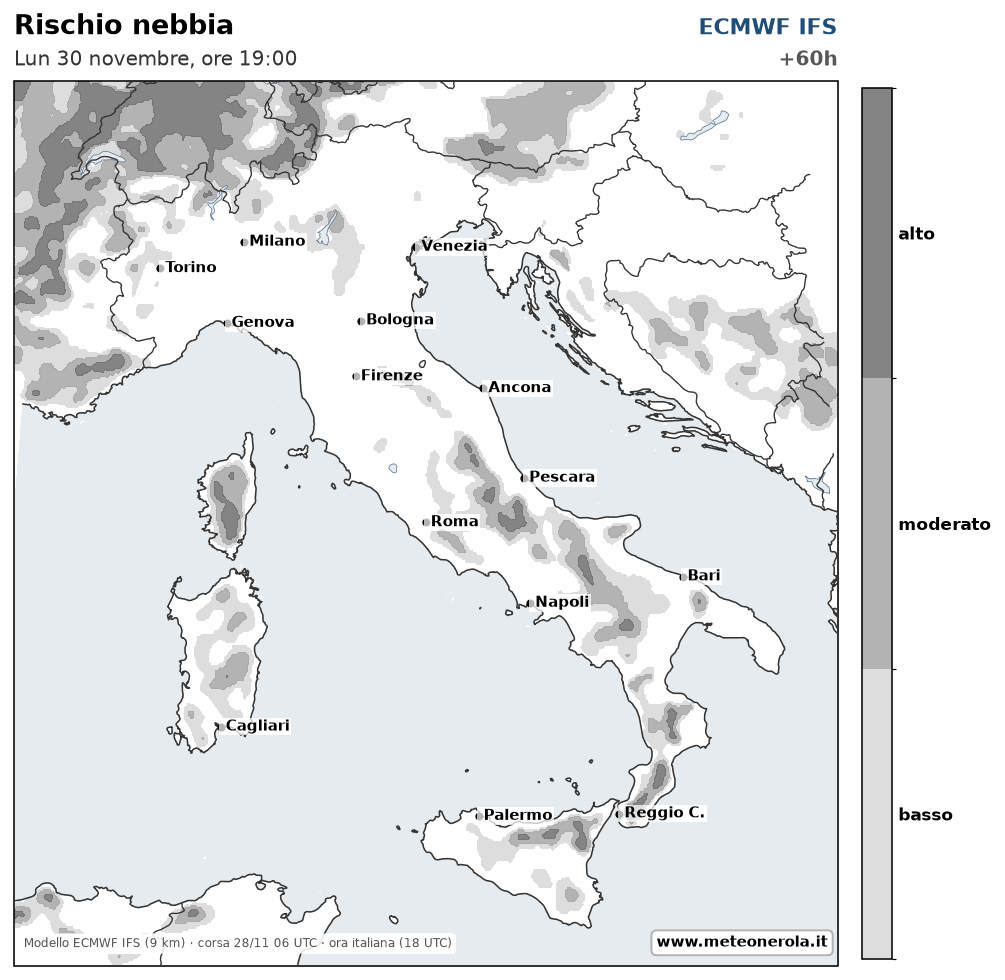 Rischio nebbia
ECMWF IFS
Lun 30 novembre, ore 19:00
+60h
Milano
Venezia
Torino
Genova
Bologna
Firenze
Ancona
Pescara
Roma
Bari
Napoli
Cagliari
Palermo
Reggio C.
alto
moderato
basso
Modello ECMWF IFS (9 km) · corsa 28/11 06 UTC · ora italiana (18 UTC)
www.meteonerola.it